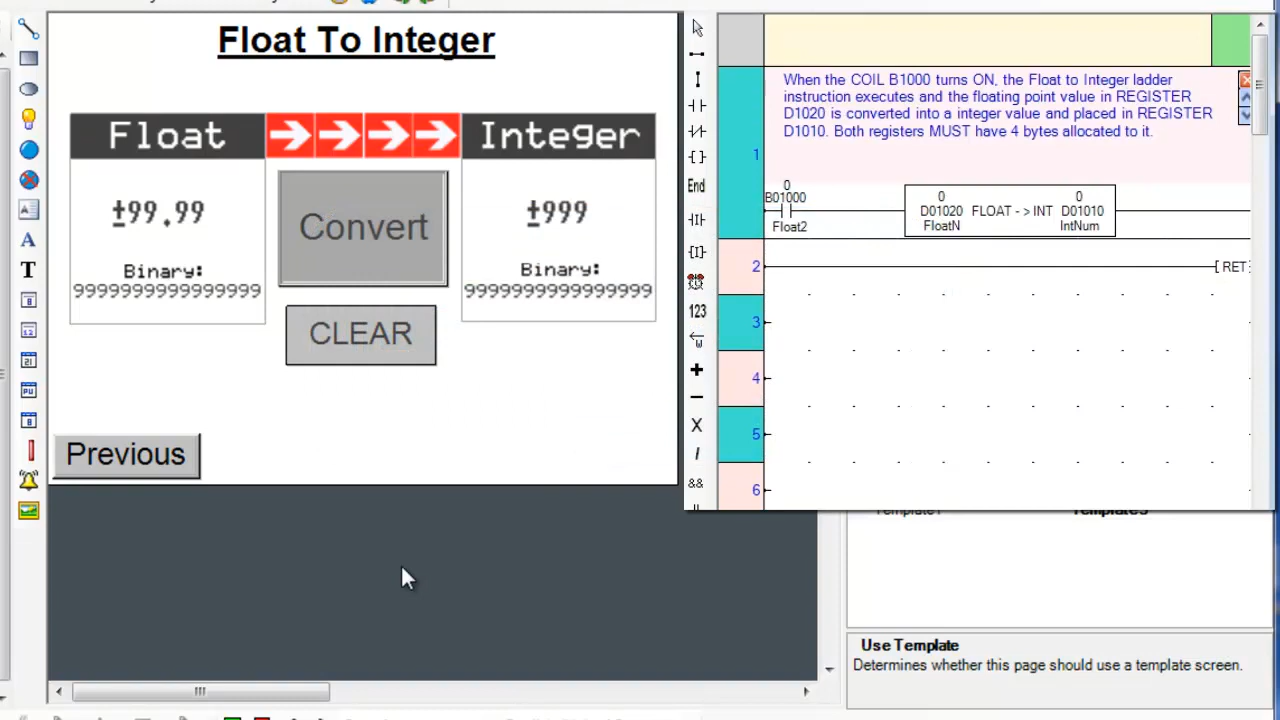 Float To Integer
Float
Integer
±99.99
Convert
±999
Binary:
9999999999999999
Binary:
9999999999999999
CLEAR
Previous
When the COIL B1000 turns ON, the Float to Integer ladder
instruction executes and the floating point value in REGISTER
D1020 is converted into a integer value and placed in REGISTER
D1010. Both registers MUST have 4 bytes allocated to it.
1
0
B01000
Float2
0
D01020
FloatN
FLOAT - > INT
0
D01010
IntNum
2
[ RET
3
4
5
6
End
123
X
/
&&
A
T
Use Template
Determines whether this page should use a template screen.